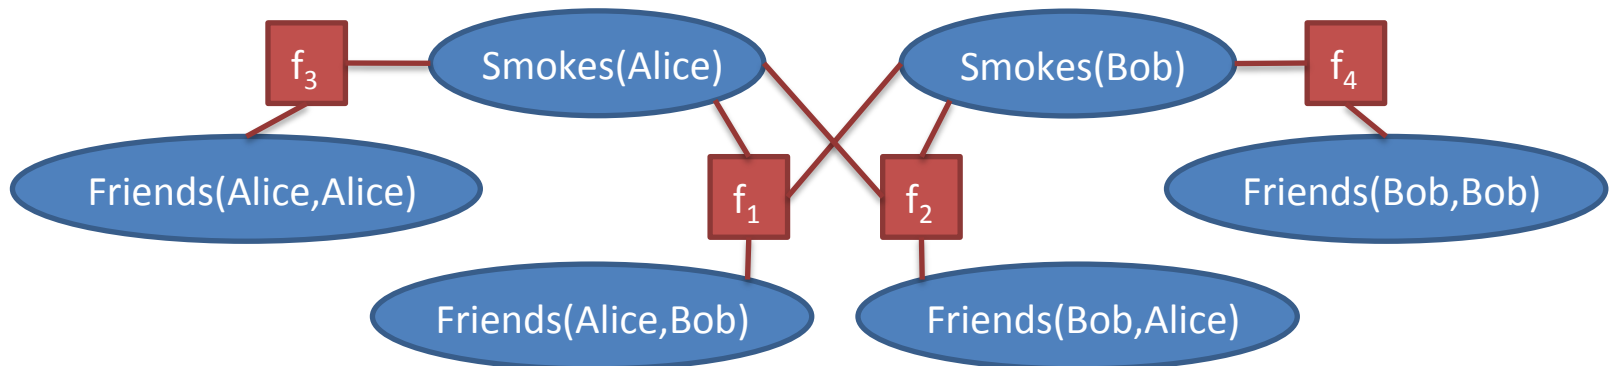 f3
Smokes(Alice)
Smokes(Bob)
f4
Friends(Alice,Alice)
f1
f2
Friends(Bob,Bob)
Friends(Alice,Bob)
Friends(Bob,Alice)